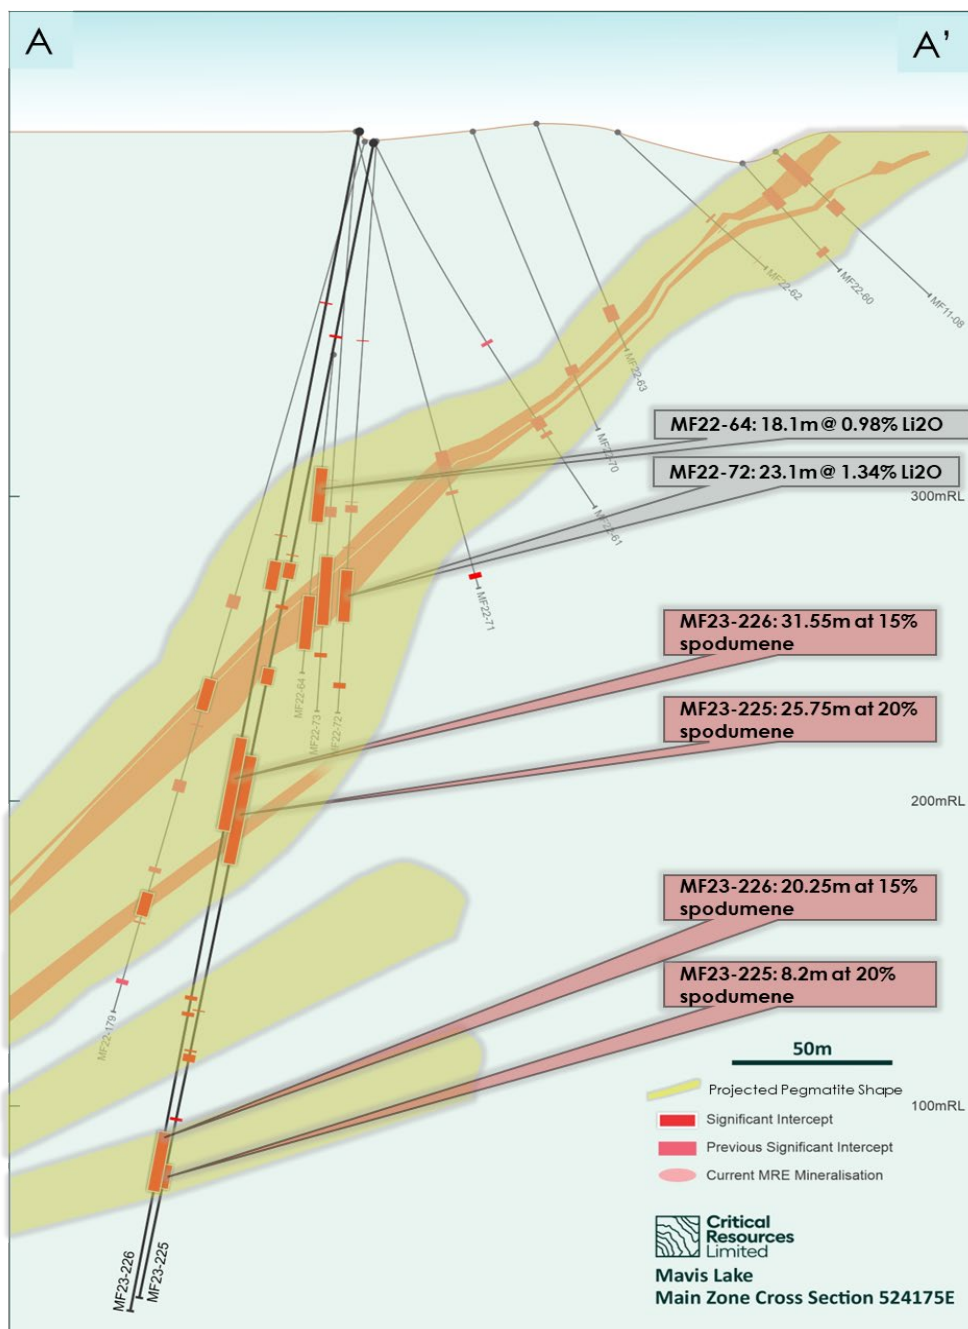 A
A'
MF22-62
MF22-60
MF11-08
MF22-63
MF22-70
MF22-64: 18.1m @ 0.98% Li2O
MF22-72: 23.1m @ 1.34% Li2O
300mRL
MF22-61
MF22-71
MF23-226: 31.55m at 15%
spodumene
MF22-64
MF22-73
MF22-72
MF23-225: 25.75m at 20%
spodumene
200mRL
MF23-226: 20.25m at 15%
spodumene
MF23-225: 8.2m at 20%
spodumene
MF22-179
50m
Projected Pegmatite Shape
100mRL
Significant Intercept
Previous Significant Intercept
Current MRE Mineralisation
Critical
Resources
Limited
Mavis Lake
Main Zone Cross Section 524175E
MF23-226
MF23-225